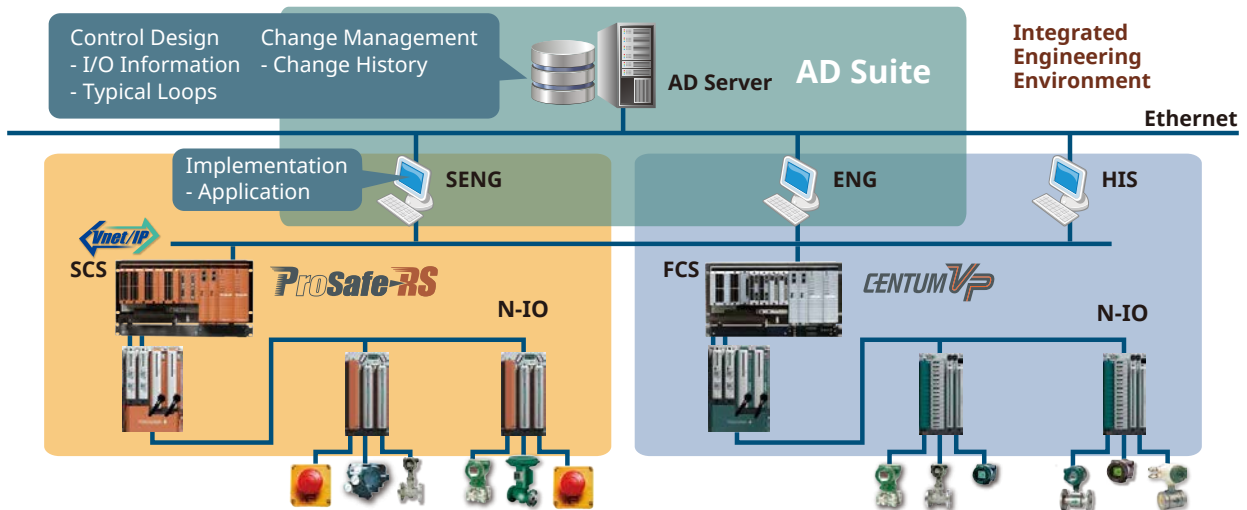 Control Design
- I/O Information
- Typical Loops
Change Management
- Change History
AD Server
AD Suite
Integrated
Engineering
Environment
Ethernet
Implementation
- Application
SENG
ENG
HIS
Vnet/IP
SCS
ProSafe-RS
FCS
CENTUM VP
N-IO
N-IO